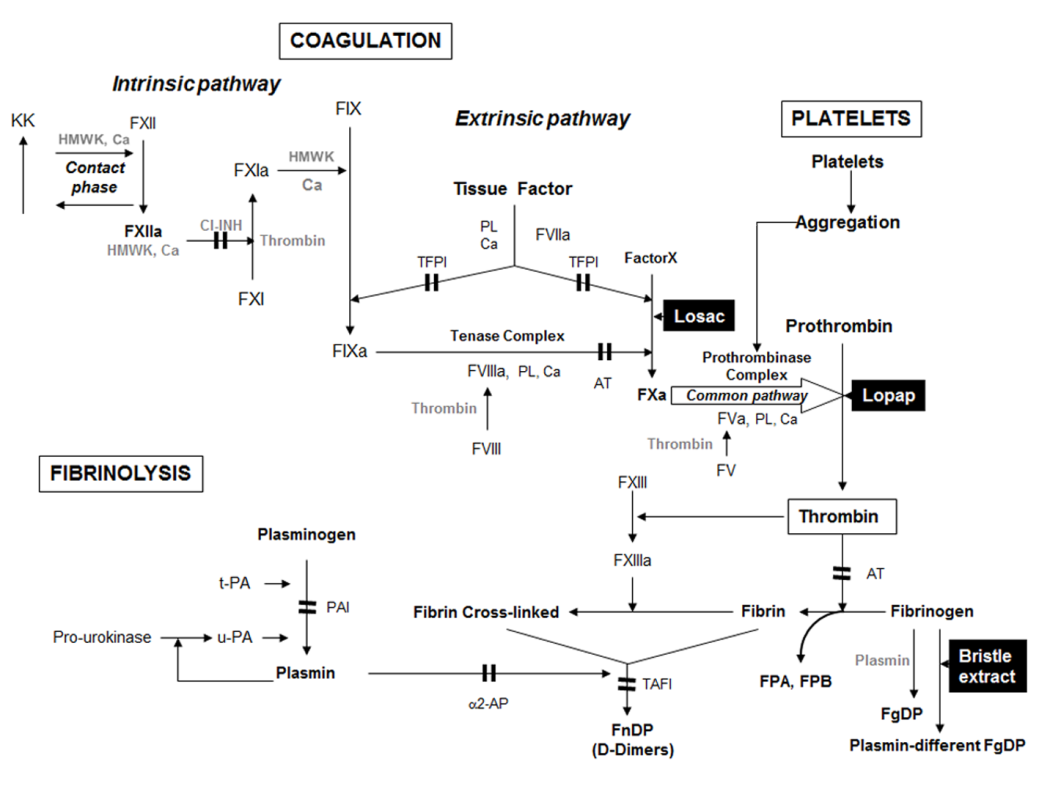 COAGULATION
Intrinsic pathway
KK
FXII
HMWK, Ca
Contact
phase
FXIIa
HMWK, Ca
CI-INH
Thrombin
FXIa
FXI
HMWK
Ca
FIX
FIXa
Extrinsic pathway
Tissue Factor
PL
Ca
FVIIa
TFPI
TFPI
FactorX
Losac
Tenase Complex
FVIIIa, PL, Ca
AT
Thrombin
FVIII
FXa
PLATELETS
Platelets
Aggregation
Prothrombin
Prothrombinase
Complex
Common pathway
Lopap
FVa, PL, Ca
Thrombin
FV
FIBRINOLYSIS
Plasminogen
t-PA
PAI
Pro-urokinase
u-PA
Plasmin
α2-AP
FXIII
Thrombin
FXIIIa
AT
Fibrin Cross-linked
Fibrin
Fibrinogen
TAFI
FPA, FPB
Plasmin
Bristle
extract
FnDP
(D-Dimers)
FgDP
Plasmin-different FgDP